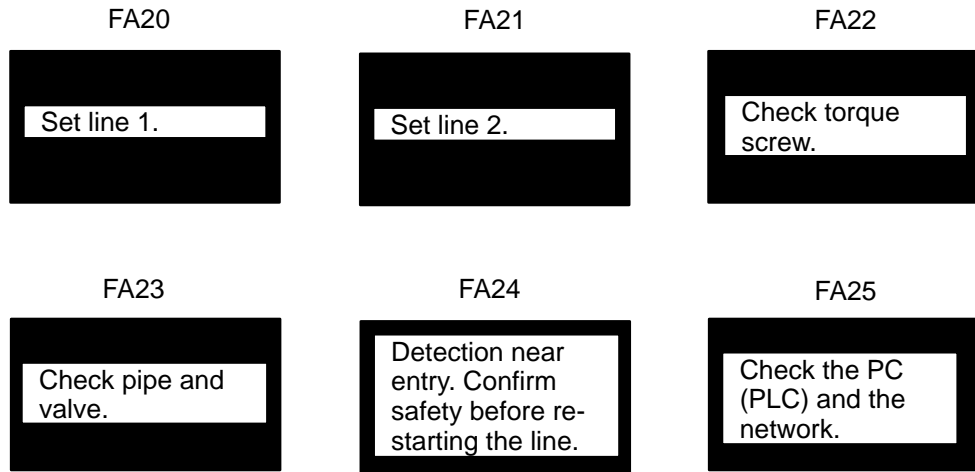 FA20
FA21
FA22
Set line 1.
Set line 2.
Check torque
screw.
FA23
FA24
FA25
Check pipe and
valve.
Detection near
entry. Confirm
safety before re-
starting the line.
Check the PC
(PLC) and the
network.